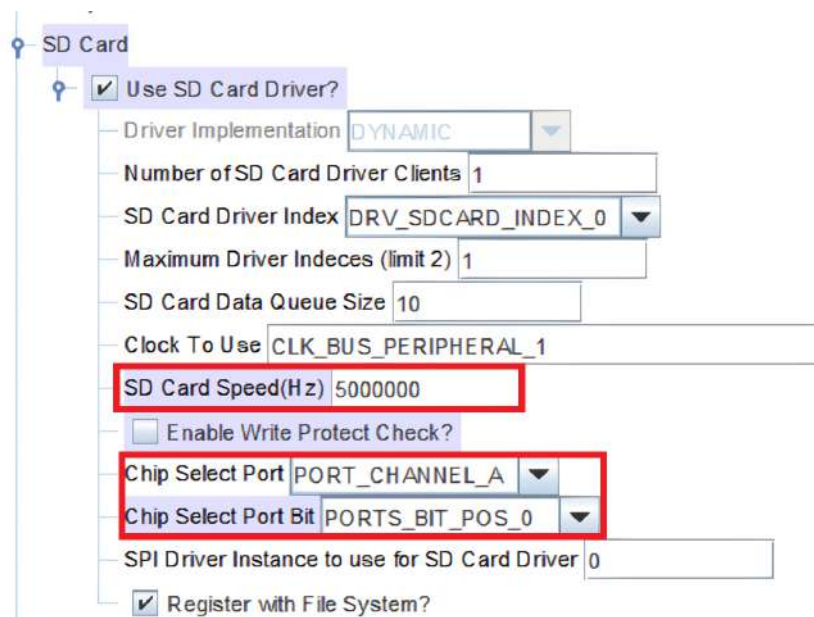 SD Card
Use SD Card Driver?
Driver Implementation DYNAMIC
Number of SD Card Driver Clients 1
SD Card Driver Index DRV_SDCARD_INDEX_0
Maximum Driver Indeces (limit 2) 1
SD Card Data Queue Size 10
Clock To Use CLK_BUS_PERIPHERAL_1
SD Card Speed(Hz) 5000000
Enable Write Protect Check?
Chip Select Port PORT_CHANNEL_A
Chip Select Port Bit PORTS_BIT_POS_0
SPI Driver Instance to use for SD Card Driver 0
Register with File System?